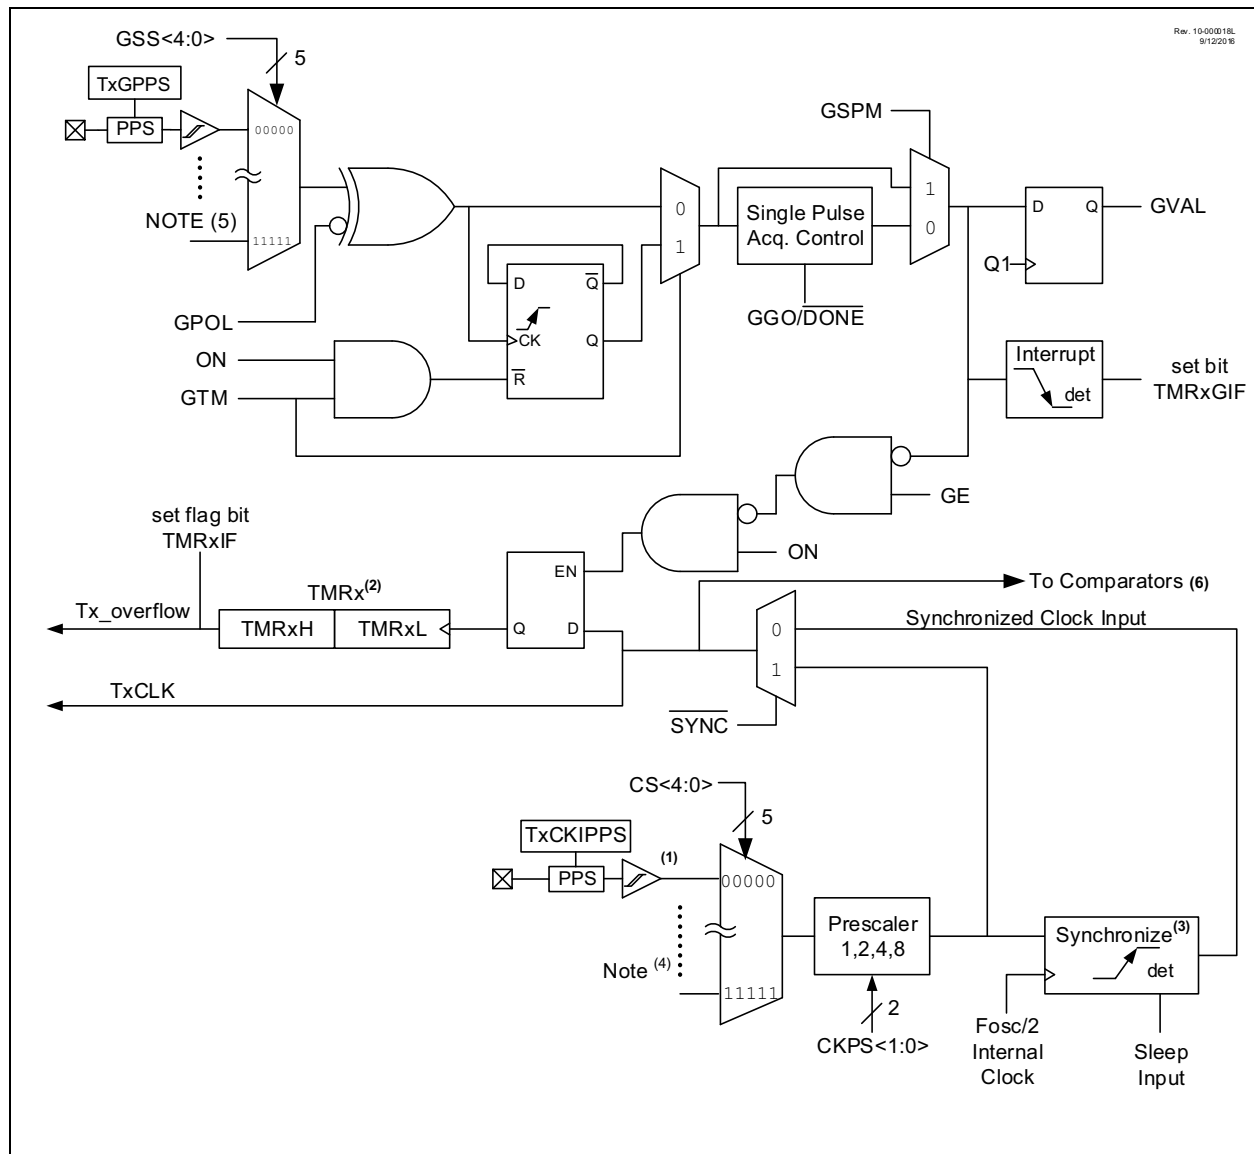 Rev. 10-000018L
9/12/2016
GSS<4:0>
5
TxGPPS
PPS
00000
NOTE (5)
11111
GPOL
ON
GTM
D
Q
CK
Q
R
0
1
Single Pulse
Acq. Control
GGO/DONE
GSPM
1
0
D
Q
Q1
GVAL
Interrupt
det
set bit
TMRxGIF
GE
ON
set flag bit
TMRxIF
TMRx(2)
Tx_overflow
TMRxH
TMRxL
EN
Q
D
TxCLK
To Comparators (6)
0
1
Synchronized Clock Input
SYNC
CS<4:0>
5
TxCKIPPS
PPS
(1)
00000
Note (4)
11111
Prescaler
1,2,4,8
2
CKPS<1:0>
Synchronize(3)
det
Fosc/2
Internal
Clock
Sleep
Input